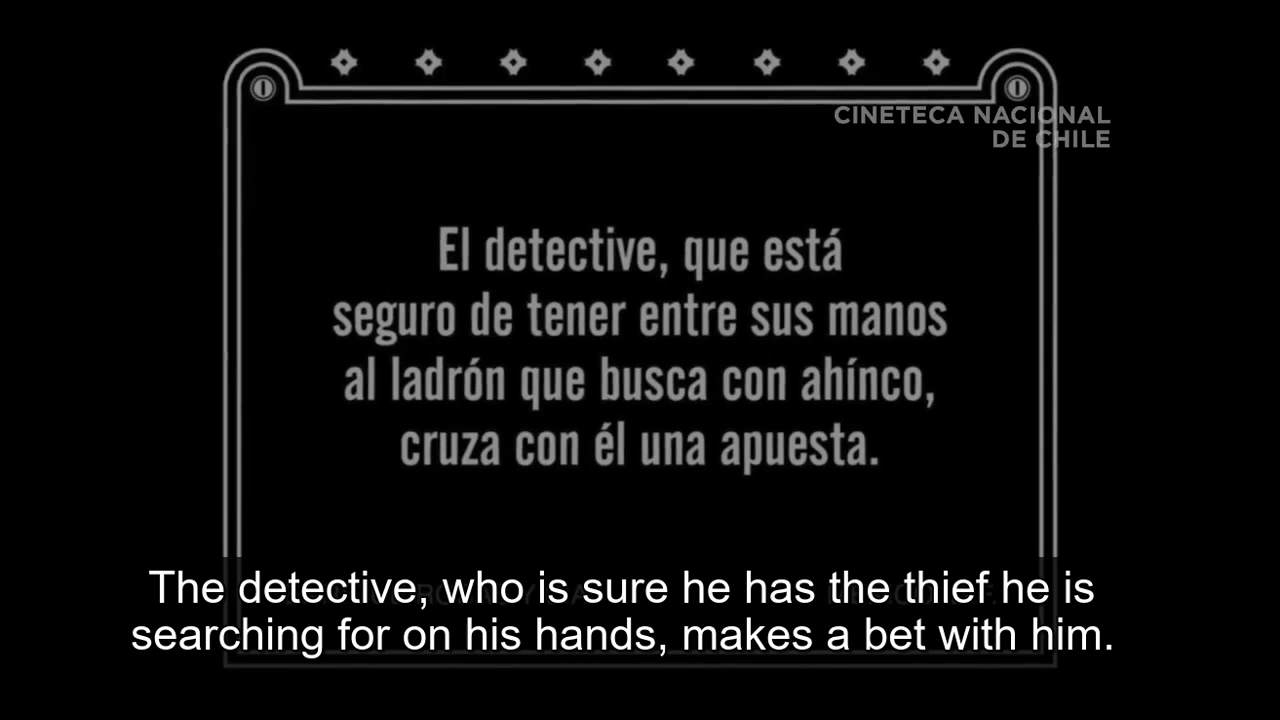 CINETECA NACIONAL
DE CHILE
El detective, que está
seguro de tener entre sus manos
al ladrón que busca con ahínco,
cruza con él una apuesta.
The detective, who is sure he has the thief he is
searching for on his hands, makes a bet with him.